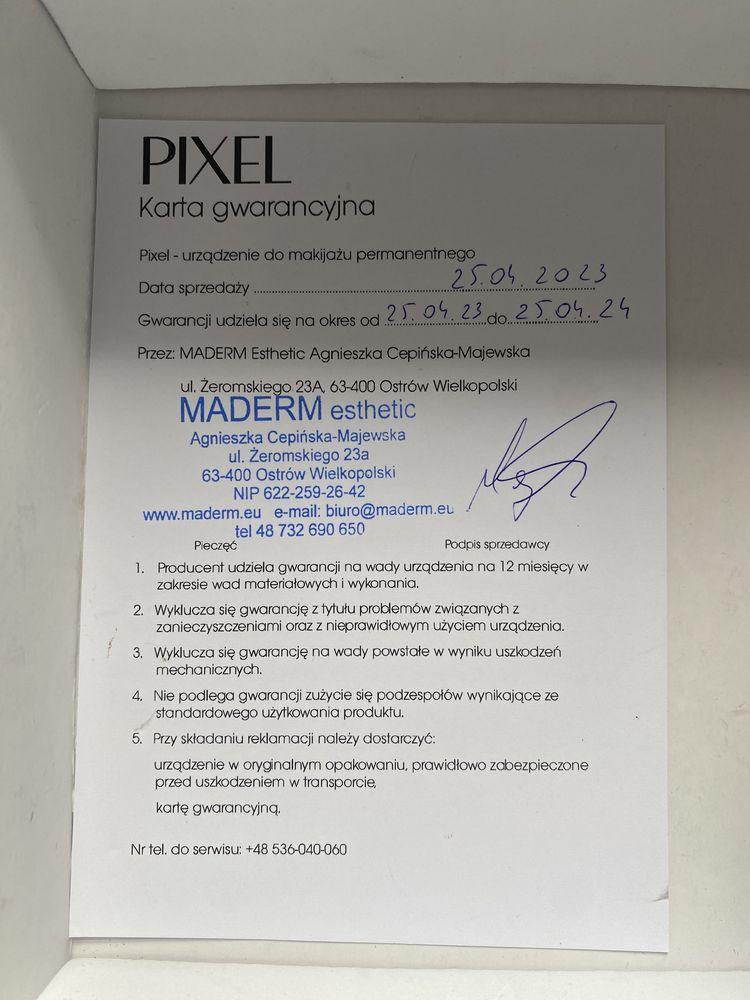 PIXEL
Karta gwarancyjna
Pixel - urządzenie do makijażu permanentnego
Data sprzedaży 25.04.2023
Gwarancji udziela się na okres od 25.04.23 do 25.04.24
Przez: MADERM Esthetic Agnieszka Cepińska-Majewska
ul. Żeromskiego 23A, 63-400 Ostrów Wielkopolski
MADERM esthetic
Agnieszka Cepińska-Majewska
ul. Żeromskiego 23a
63-400 Ostrów Wielkopolski
NIP 622-259-26-42
www.maderm.eu e-mail: biuro@maderm.eu
tel 48 732 690 650
Pieczęć Podpis sprzedawcy
1. Producent udziela gwarancji na wady urządzenia na 12 miesięcy w
zakresie wad materiałowych i wykonania.
2. Wyklucza się gwarancję z tytułu problemów związanych z
zanieczyszczeniami oraz z nieprawidłowym użyciem urządzenia.
3. Wyklucza się gwarancję na wady powstałe w wyniku uszkodzeń
mechanicznych.
4. Nie podlega gwarancji zużycie się podzespołów wynikające ze
standardowego użytkowania produktu.
5. Przy składaniu reklamacji należy dostarczyć:
urządzenie w oryginalnym opakowaniu, prawidłowo zabezpieczone
przed uszkodzeniem w transporcie,
kartę gwarancyjną.
Nr tel. do serwisu: +48 536-040-060